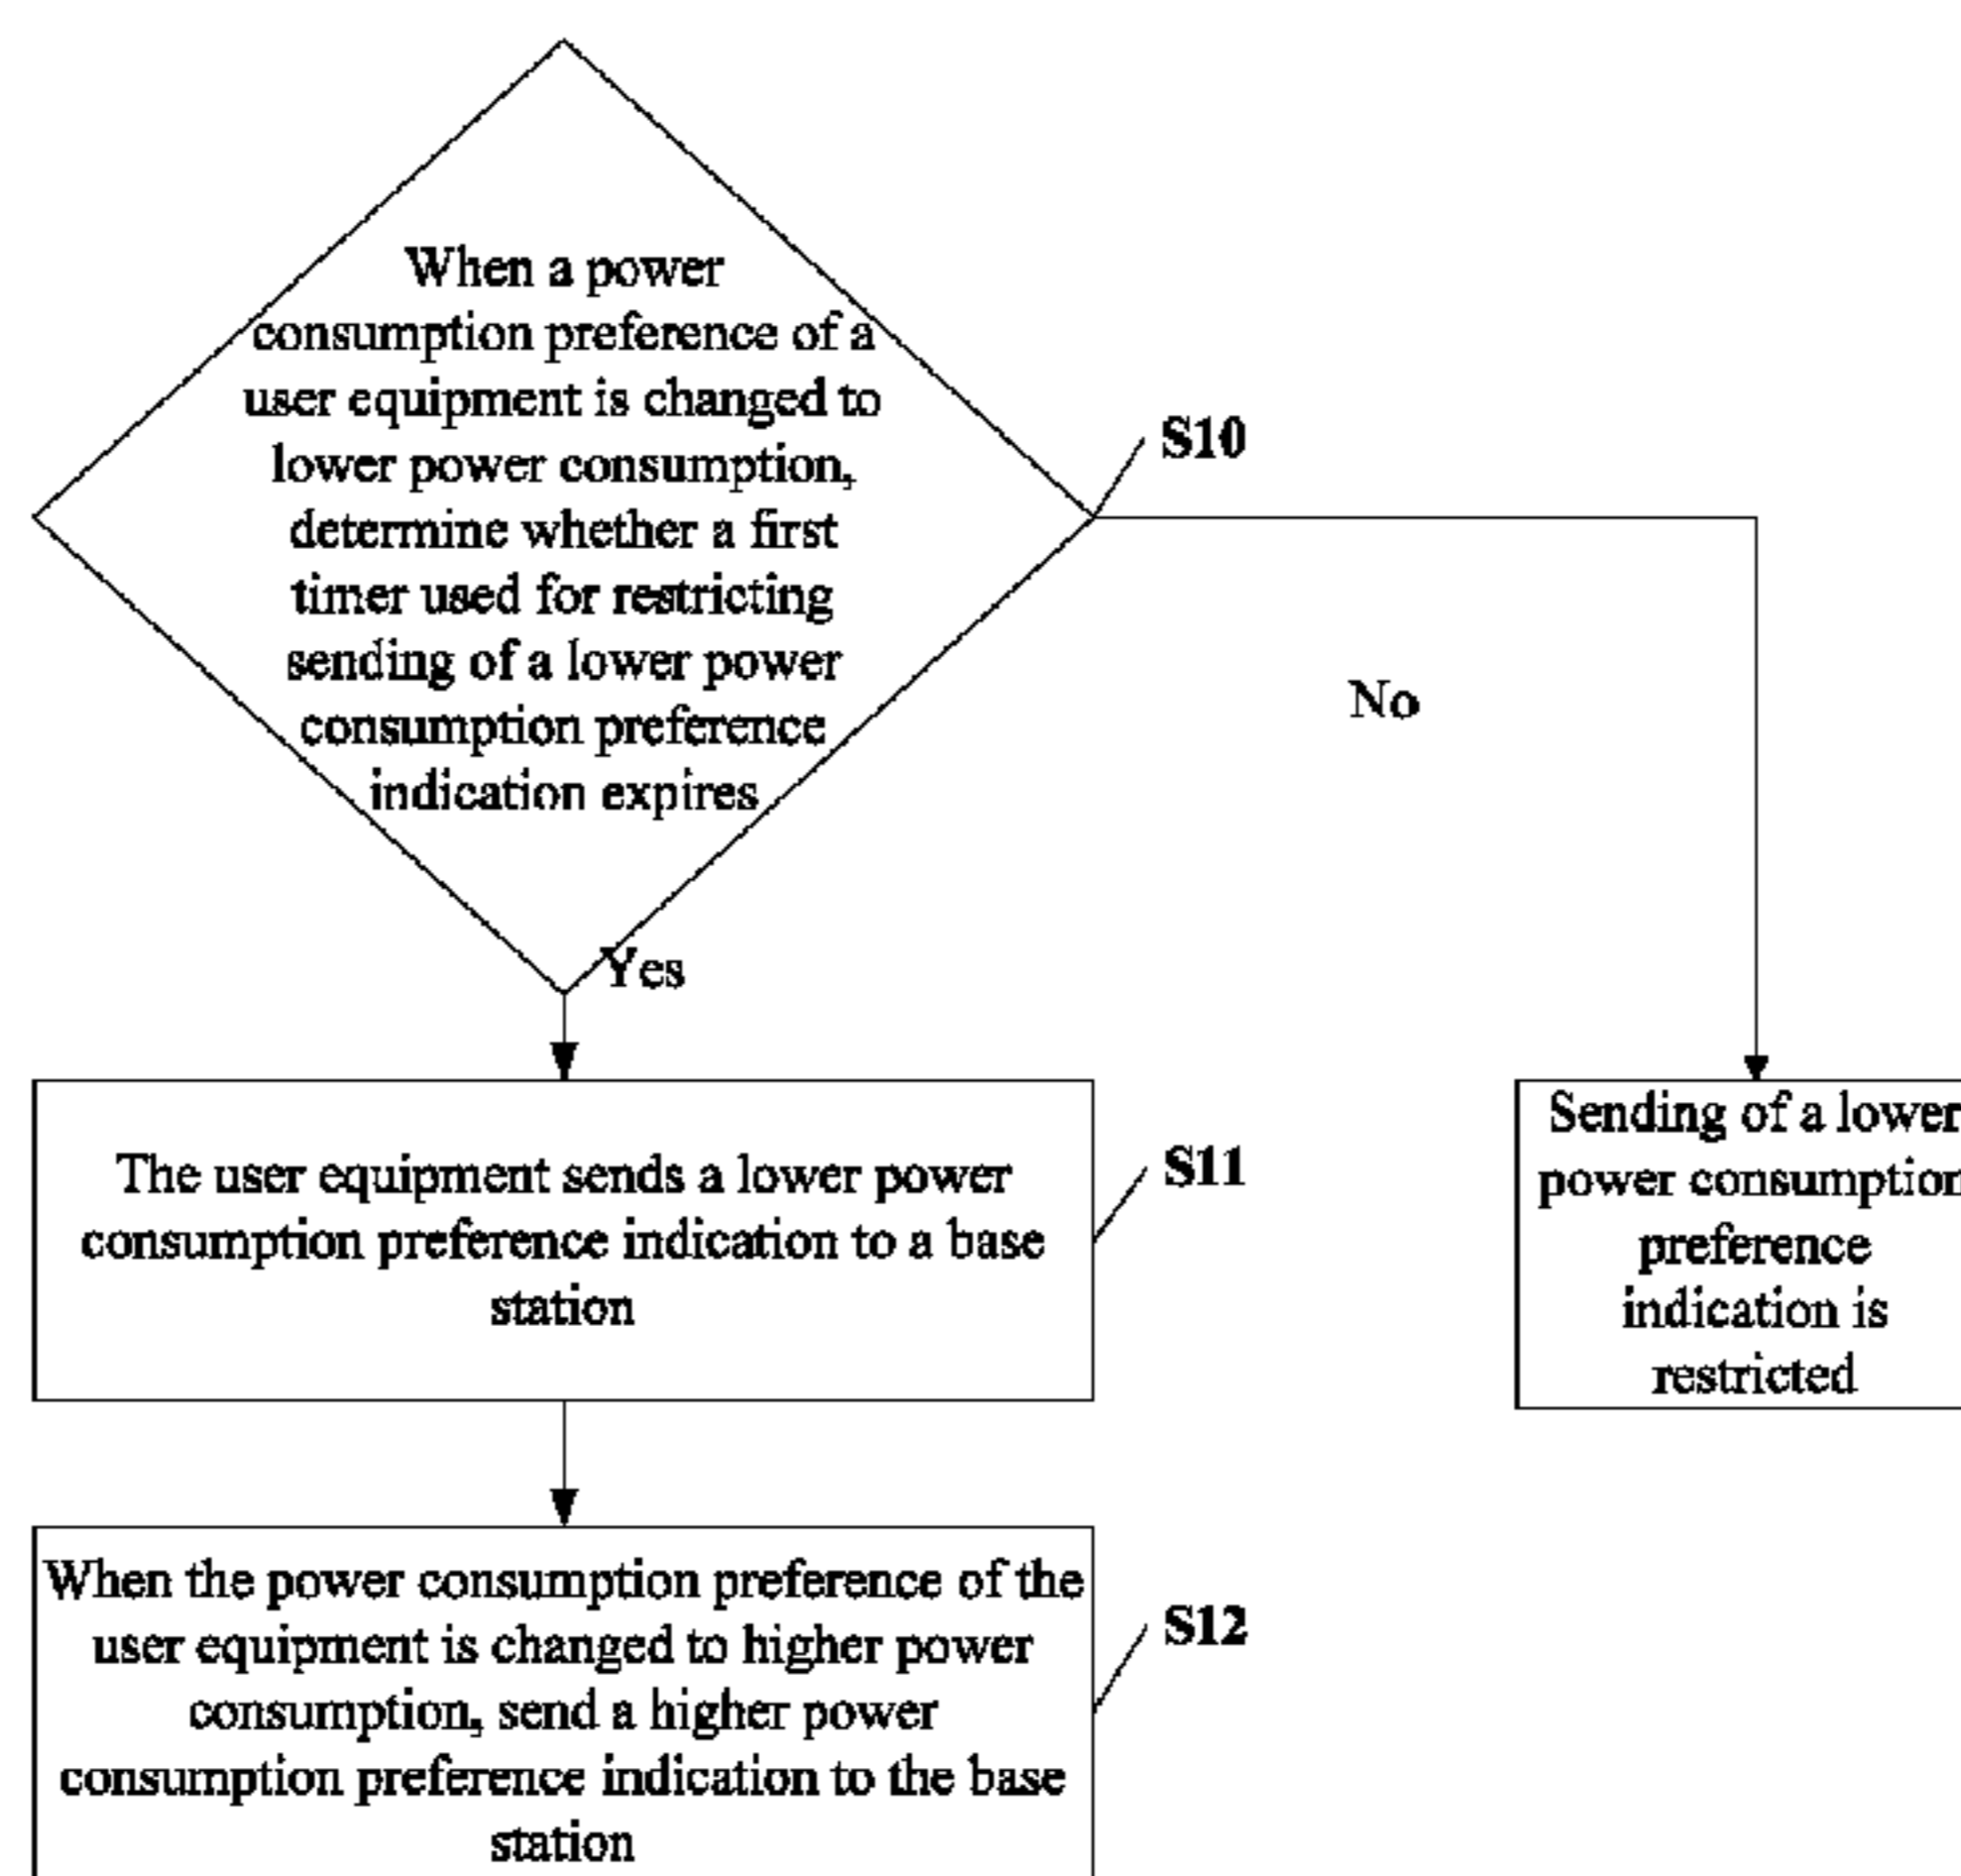 When a power
consumption preference of a
user equipment is changed to
lower power consumption,
determine whether a first
timer used for restricting
sending of a lower power
consumption preference
indication expires
S10
No
Yes
The user equipment sends a lower power
consumption preference indication to a base
station
S11
Sending of a lower
power consumption
preference
indication is
restricted
When the power consumption preference of the
user equipment is changed to higher power
consumption, send a higher power
consumption preference indication to the base
station
S12